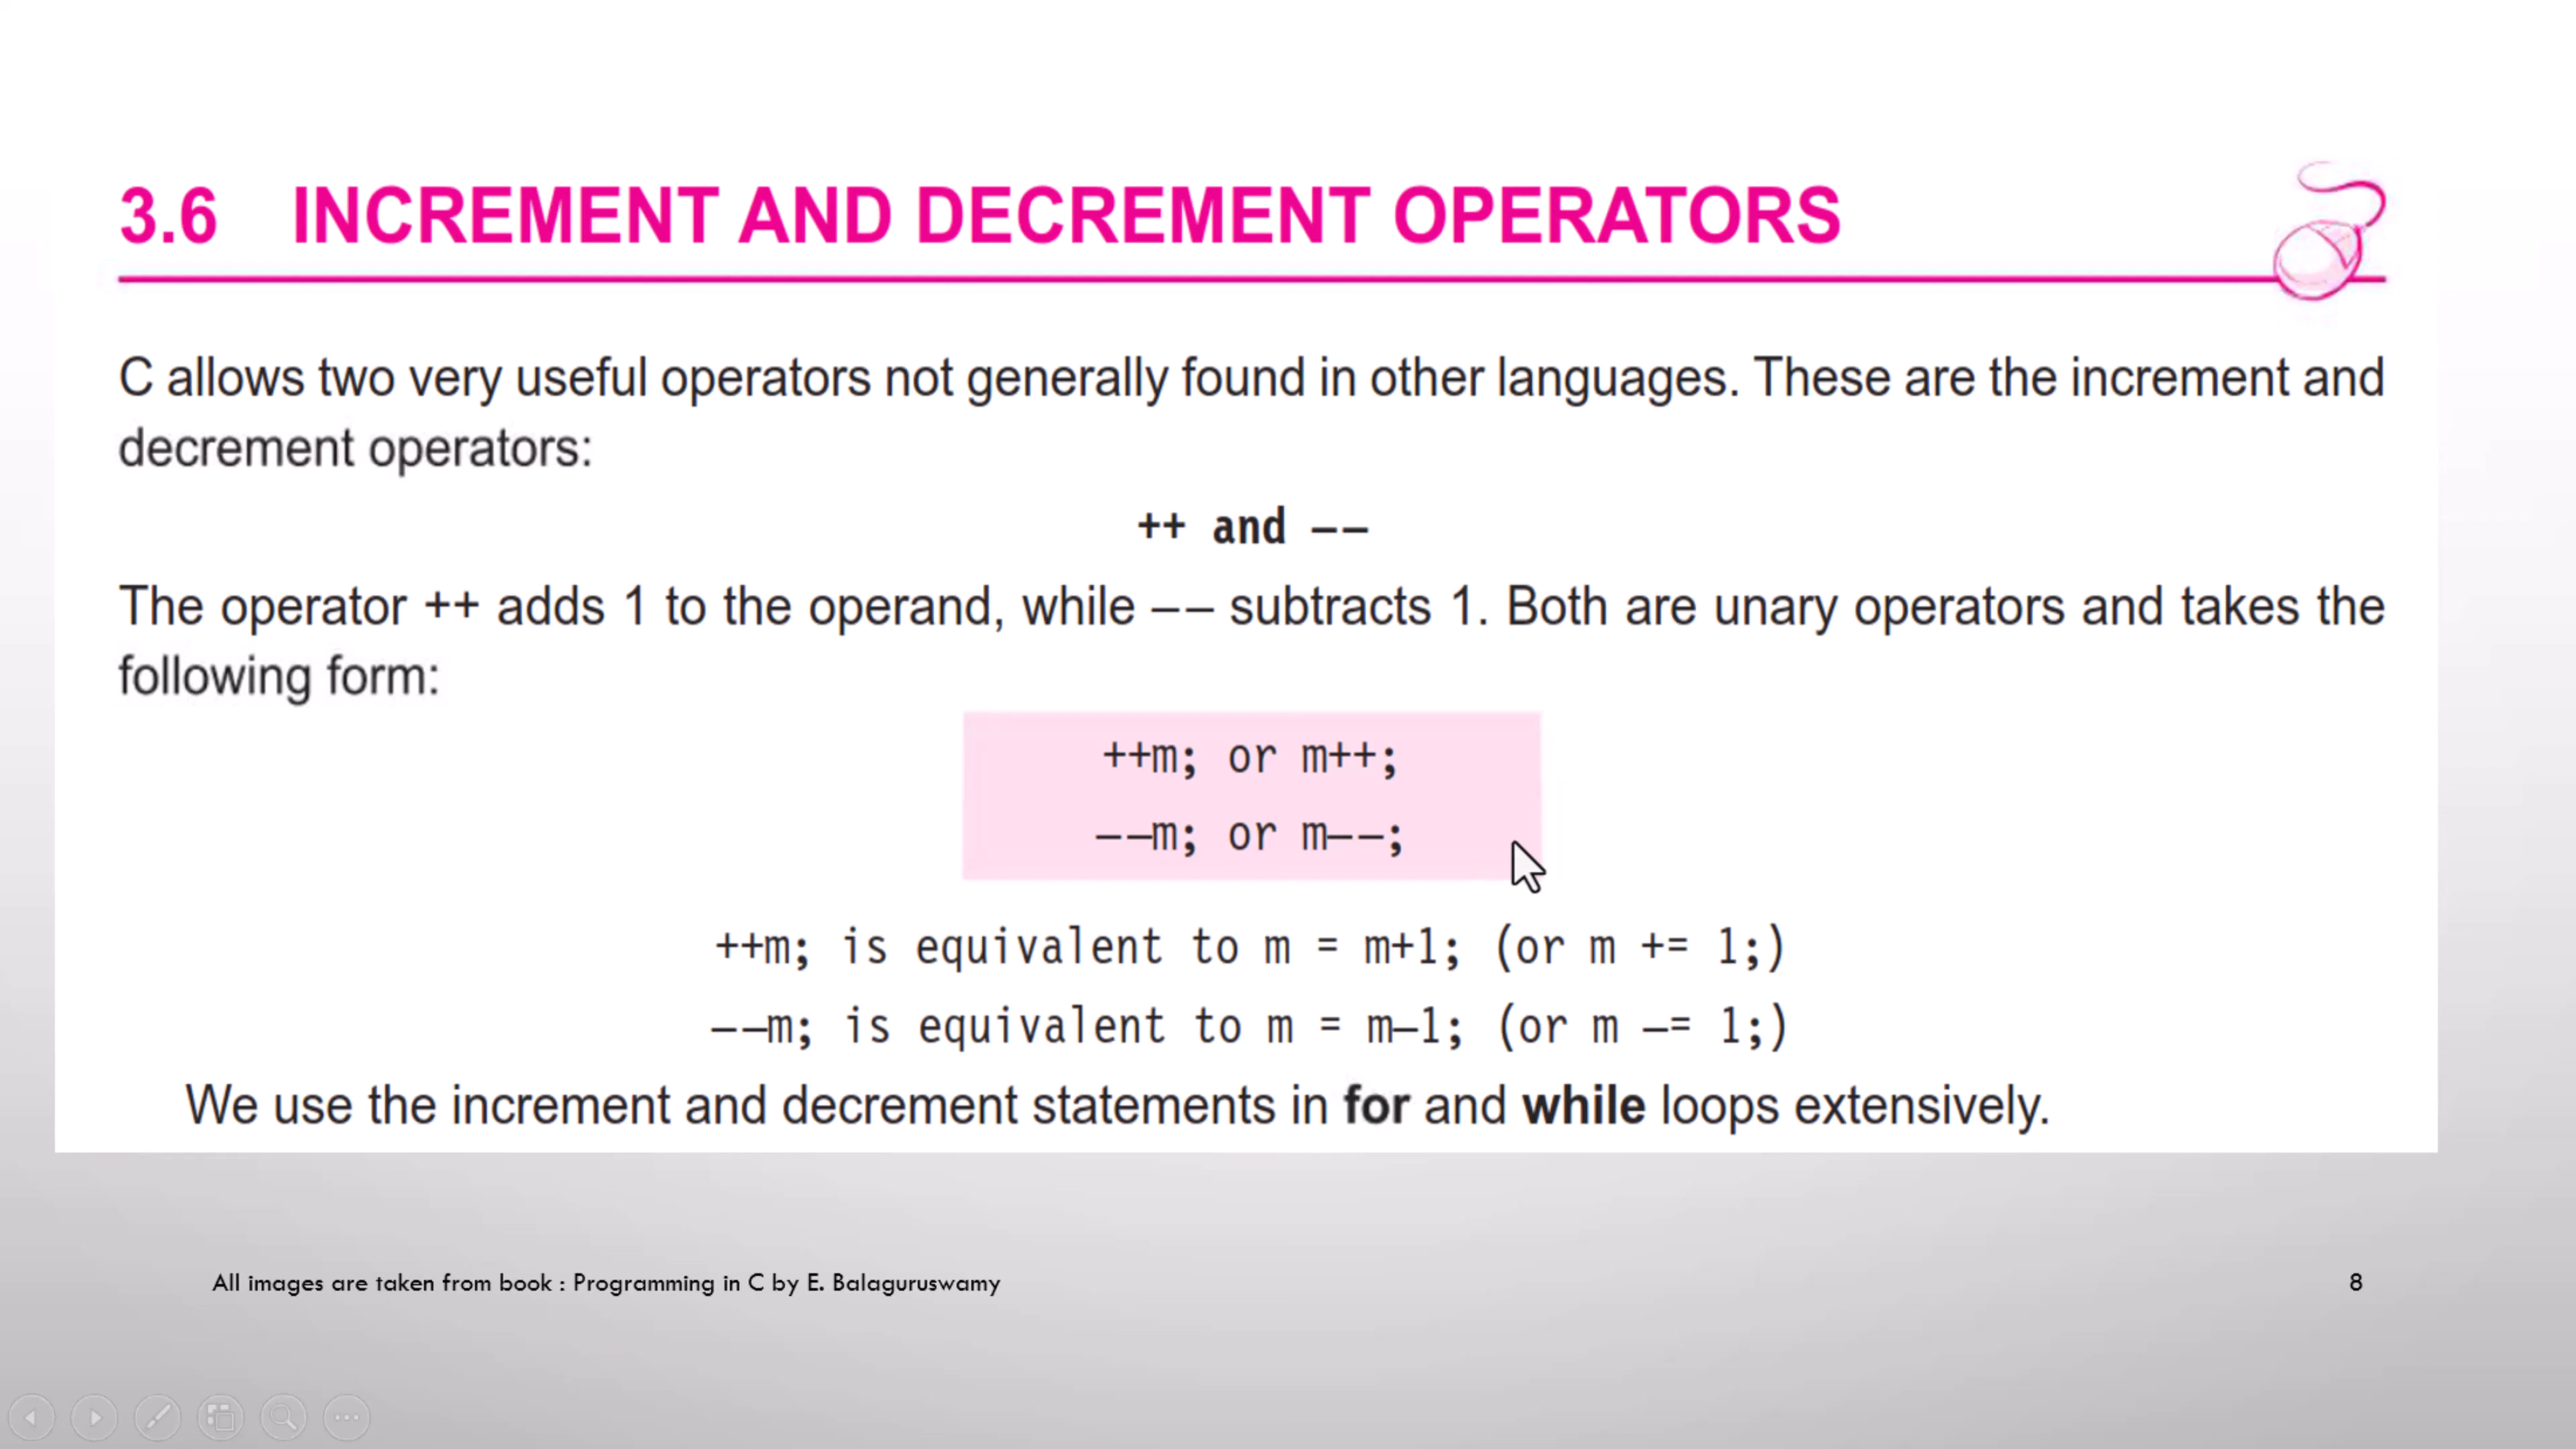 3.6 INCREMENT AND DECREMENT OPERATORS
C allows two very useful operators not generally found in other languages. These are the increment and
decrement operators:
++ and ––
The operator ++ adds 1 to the operand, while –– subtracts 1. Both are unary operators and takes the
following form:
++m; or m++;
––m; or m––;
++m; is equivalent to m = m+1; (or m += 1;)
––m; is equivalent to m = m–1; (or m –= 1;)
We use the increment and decrement statements in for and while loops extensively.
All images are taken from book : Programming in C by E. Balaguruswamy
8